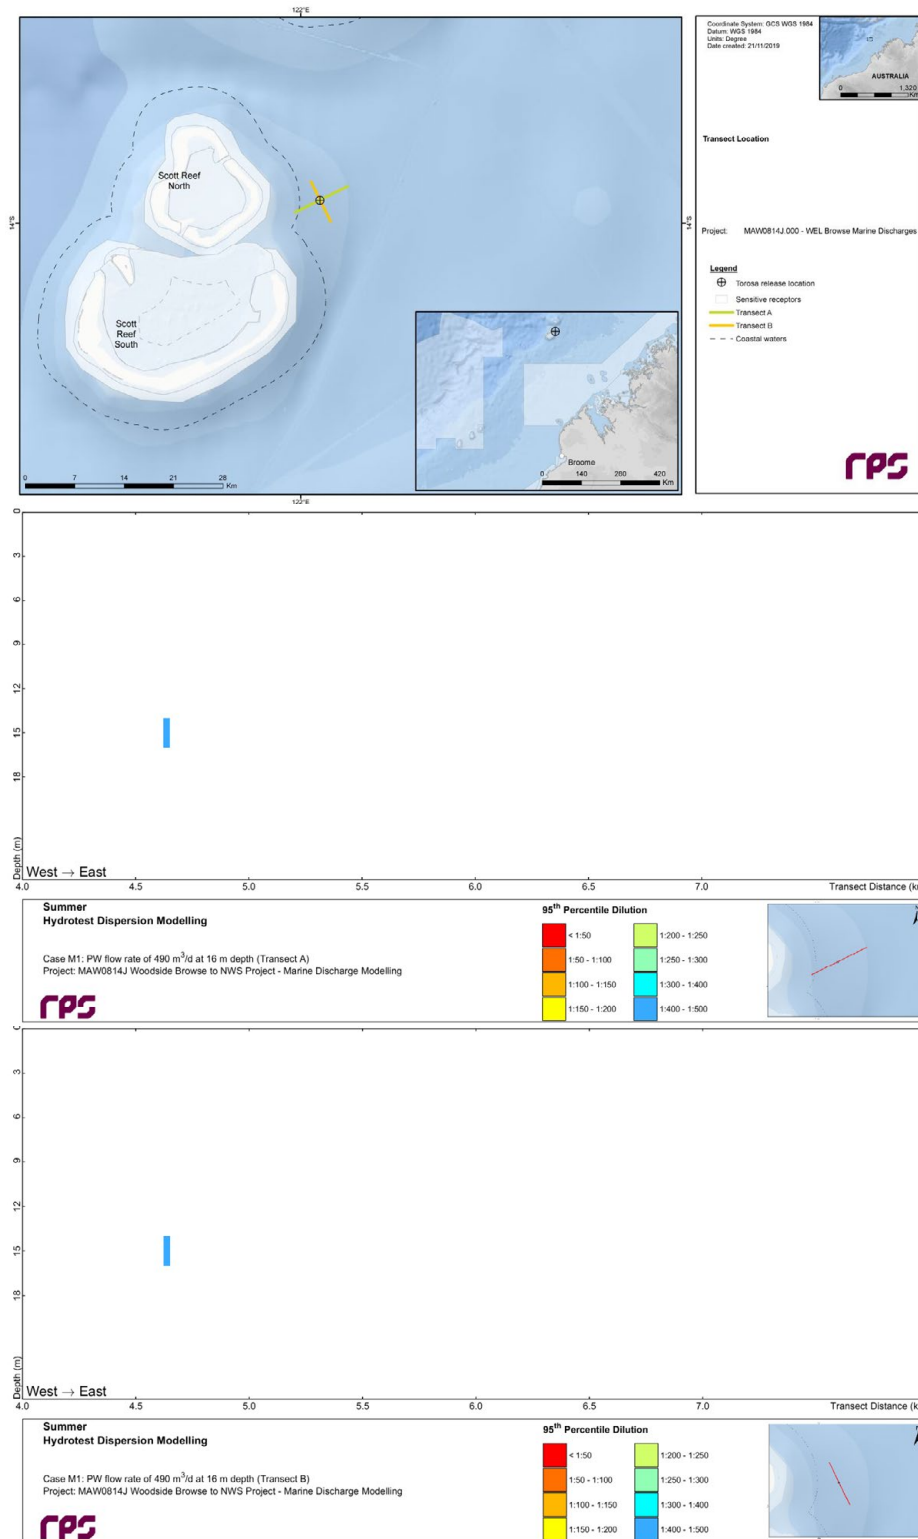 122°E
Scott Reef
North
Scott
Reef
South
14°S
14°S
0 7 14 21 28
Km
122°E
Broome
0 140 280 420
Km
Coordinate System: GCS WGS 1984
Datum: WGS 1984
Units: Degree
Date created: 21/11/2019
AUSTRALIA
0 1,320
Km
Transect Location
Project: MAW0814J.000 - WEL Browse Marine Discharges
Legend
Torosa release location
Sensitive receptors
Transect A
Transect B
Coastal waters
rps
0
3
6
9
12
15
18
Depth (m)
West → East
4.0 4.5 5.0 5.5 6.0 6.5 7.0 Transect Distance
Summer
Hydrotest Dispersion Modelling
Case M1: PW flow rate of 490 m³/d at 16 m depth (Transect A)
Project: MAW0814J Woodside Browse to NWS Project - Marine Discharge Modelling
rps
95th Percentile Dilution
< 1:50
1:50 - 1:100
1:100 - 1:150
1:150 - 1:200
1:200 - 1:250
1:250 - 1:300
1:300 - 1:400
1:400 - 1:500
3
6
9
12
15
18
Depth (m)
West → East
4.0 4.5 5.0 5.5 6.0 6.5 7.0 Transect Distance
Summer
Hydrotest Dispersion Modelling
Case M1: PW flow rate of 490 m³/d at 16 m depth (Transect B)
Project: MAW0814J Woodside Browse to NWS Project - Marine Discharge Modelling
rps
95th Percentile Dilution
< 1:50
1:50 - 1:100
1:100 - 1:150
1:150 - 1:200
1:200 - 1:250
1:250 - 1:300
1:300 - 1:400
1:400 - 1:500